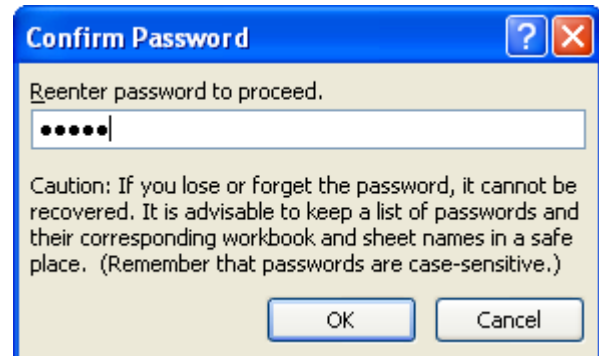 Confirm Password
Reenter password to proceed.
•••••
Caution: If you lose or forget the password, it cannot be
recovered. It is advisable to keep a list of passwords and
their corresponding workbook and sheet names in a safe
place.  (Remember that passwords are case-sensitive.)
OK
Cancel